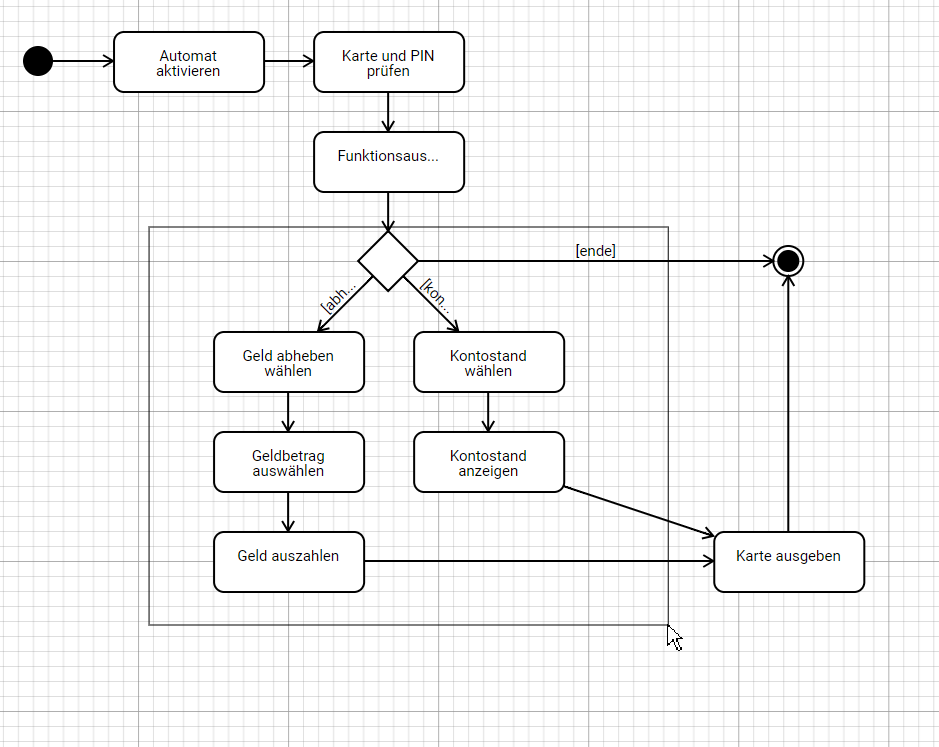 Automat
aktivieren
Karte und PIN
prüfen
Funktionsaus...
[ende]
[abh...
[kon...
Geld abheben
wählen
Kontostand
wählen
Geldbetrag
auswählen
Kontostand
anzeigen
Geld auszahlen
Karte ausgeben